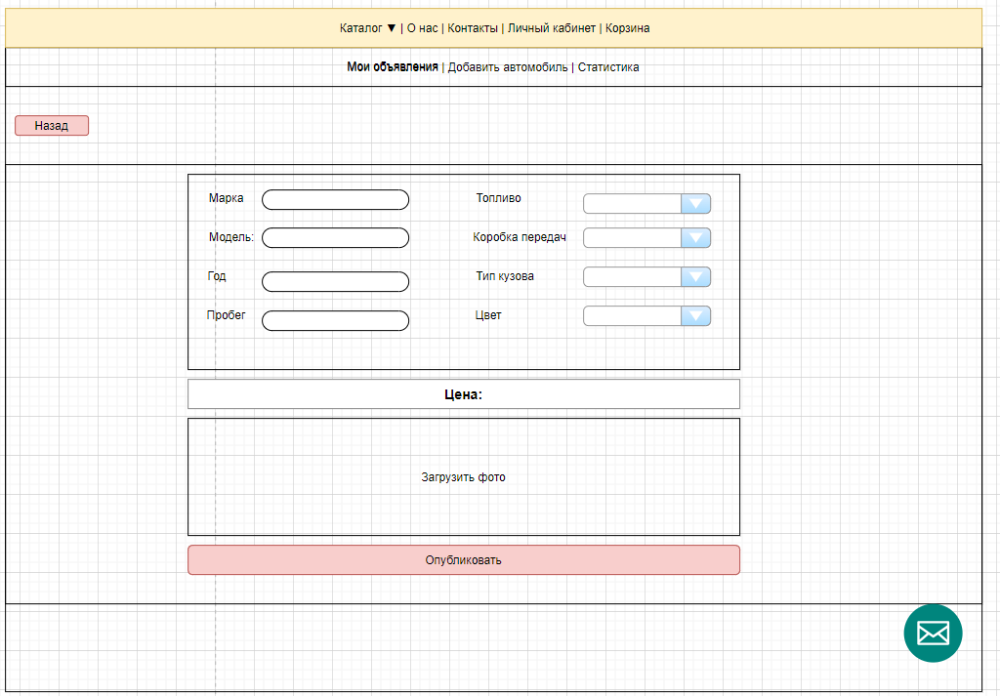 Каталог ▼ | О нас | Контакты | Личный кабинет | Корзина
Мои объявления | Добавить автомобиль | Статистика
Назад
Марка
Топливо
Модель:
Коробка передач
Год
Тип кузова
Пробег
Цвет
Цена:
Загрузить фото
Опубликовать